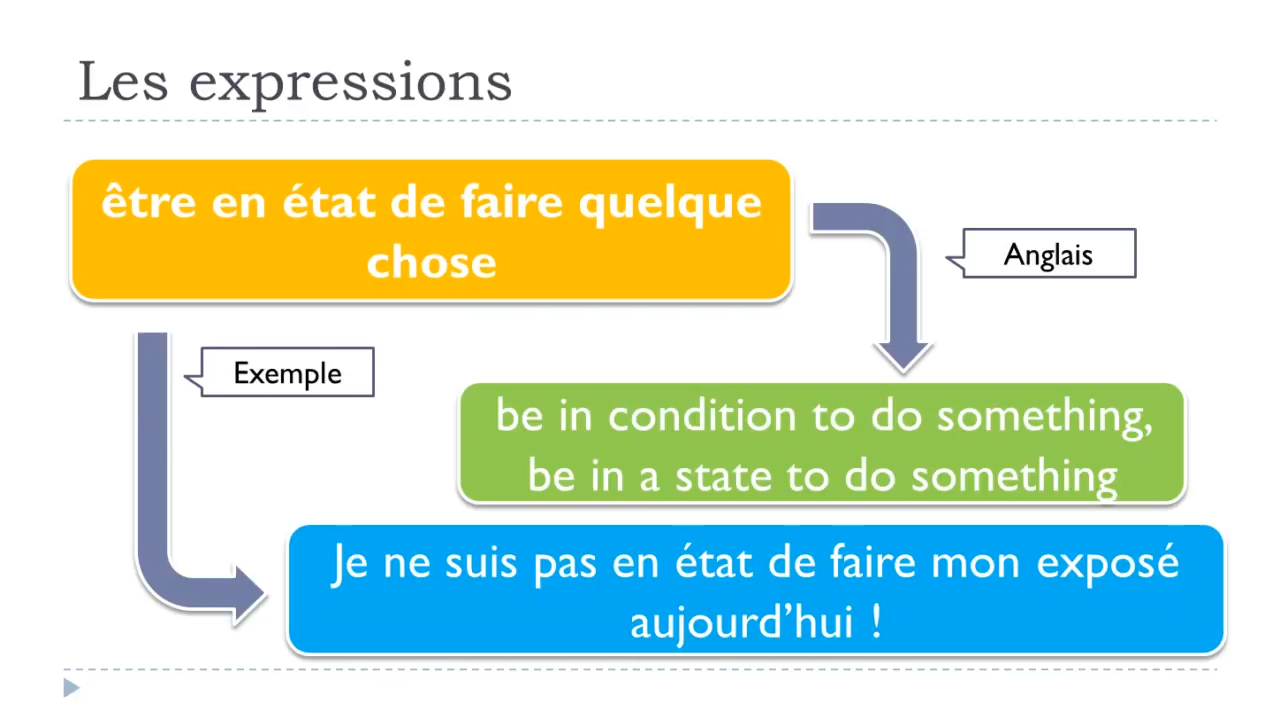 Les expressions
être en état de faire quelque
chose
Anglais
Exemple
be in condition to do something,
be in a state to do something
Je ne suis pas en état de faire mon exposé
aujourd’hui !